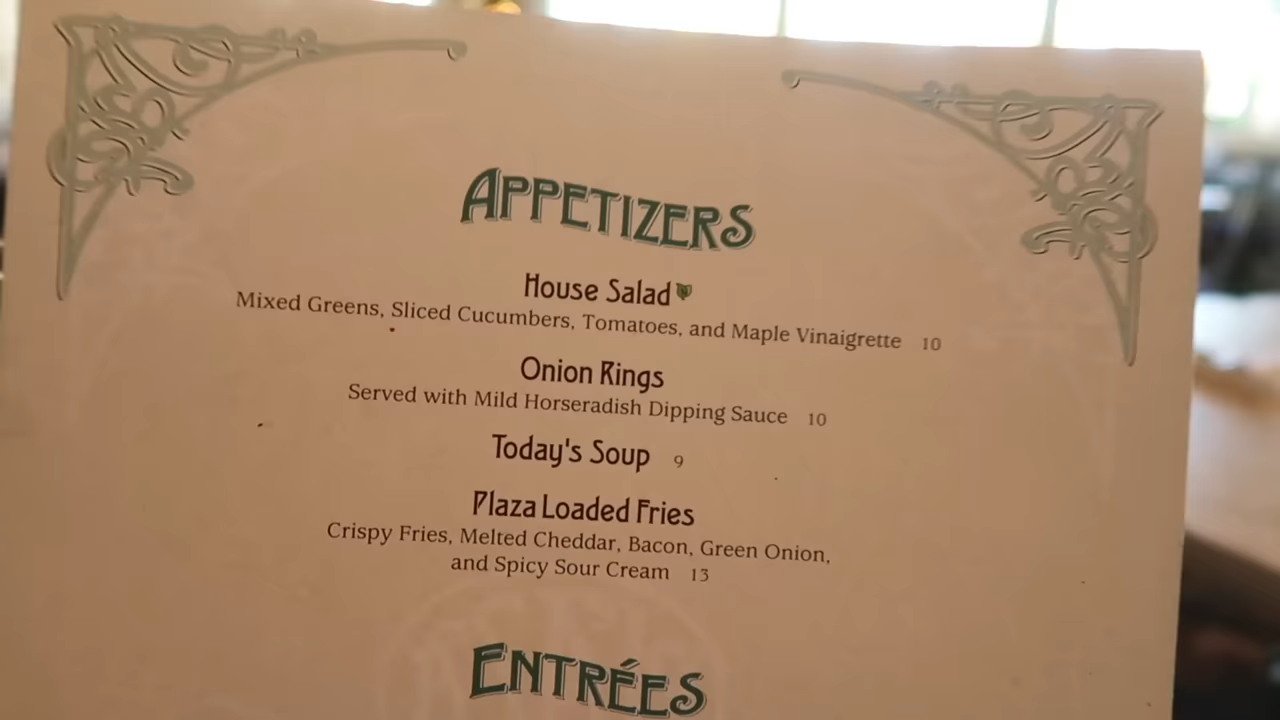 APPETIZERS
House Salad
Mixed Greens, Sliced Cucumbers, Tomatoes, and Maple Vinaigrette 10
Onion Rings
Served with Mild Horseradish Dipping Sauce 10
Today's Soup 9
Plaza Loaded Fries
Crispy Fries, Melted Cheddar, Bacon, Green Onion,
and Spicy Sour Cream 13
ENTRÉES